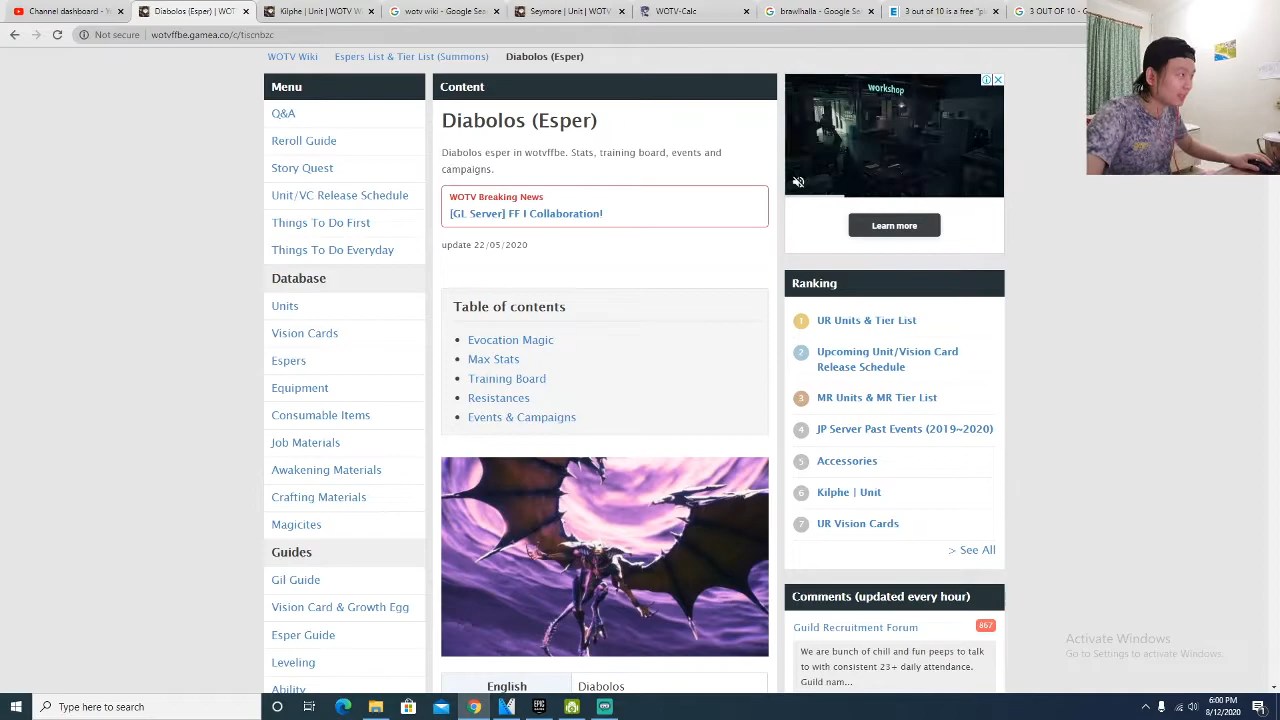 Screencap
Diabolos (Esper) | WOT
Kilphe | Unit | WOTV W
wotv wiki - Google Sea
Seymore | Unit | WOTV
WOTV-Calc
brawlhalla - Google Se
3 out of 10 is a free "pl
3 OUT OF 10 - G
Not secure | wotvffbe.gamea.co/c/tiscnbzc
WOTV Wiki
Espers List & Tier List (Summons)
Diabolos (Esper)
Menu
Q&A
Reroll Guide
Story Quest
Unit/VC Release Schedule
Things To Do First
Things To Do Everyday
Database
Units
Vision Cards
Espers
Equipment
Consumable Items
Job Materials
Awakening Materials
Crafting Materials
Magicites
Guides
Gil Guide
Vision Card & Growth Egg
Esper Guide
Leveling
Ability
Content
Diabolos (Esper)
Diabolos esper in wotvffbe. Stats, training board, events and
campaigns.
WOTV Breaking News
[GL Server] FF I Collaboration!
update 22/05/2020
Table of contents
Evocation Magic
Max Stats
Training Board
Resistances
Events & Campaigns
English
Diabolos
workshop
Learn more
Ranking
1 UR Units & Tier List
2 Upcoming Unit/Vision Card
Release Schedule
3 MR Units & MR Tier List
4 JP Server Past Events (2019~2020)
5 Accessories
6 Kilphe | Unit
7 UR Vision Cards
> See All
Comments (updated every hour)
Guild Recruitment Forum
867
We are bunch of chill and fun peeps to talk
to with consistent 23+ daily attendance.
Guild nam...
Activate Windows
Go to Settings to activate Windows.
Type here to search
6:00 PM
8/12/2020